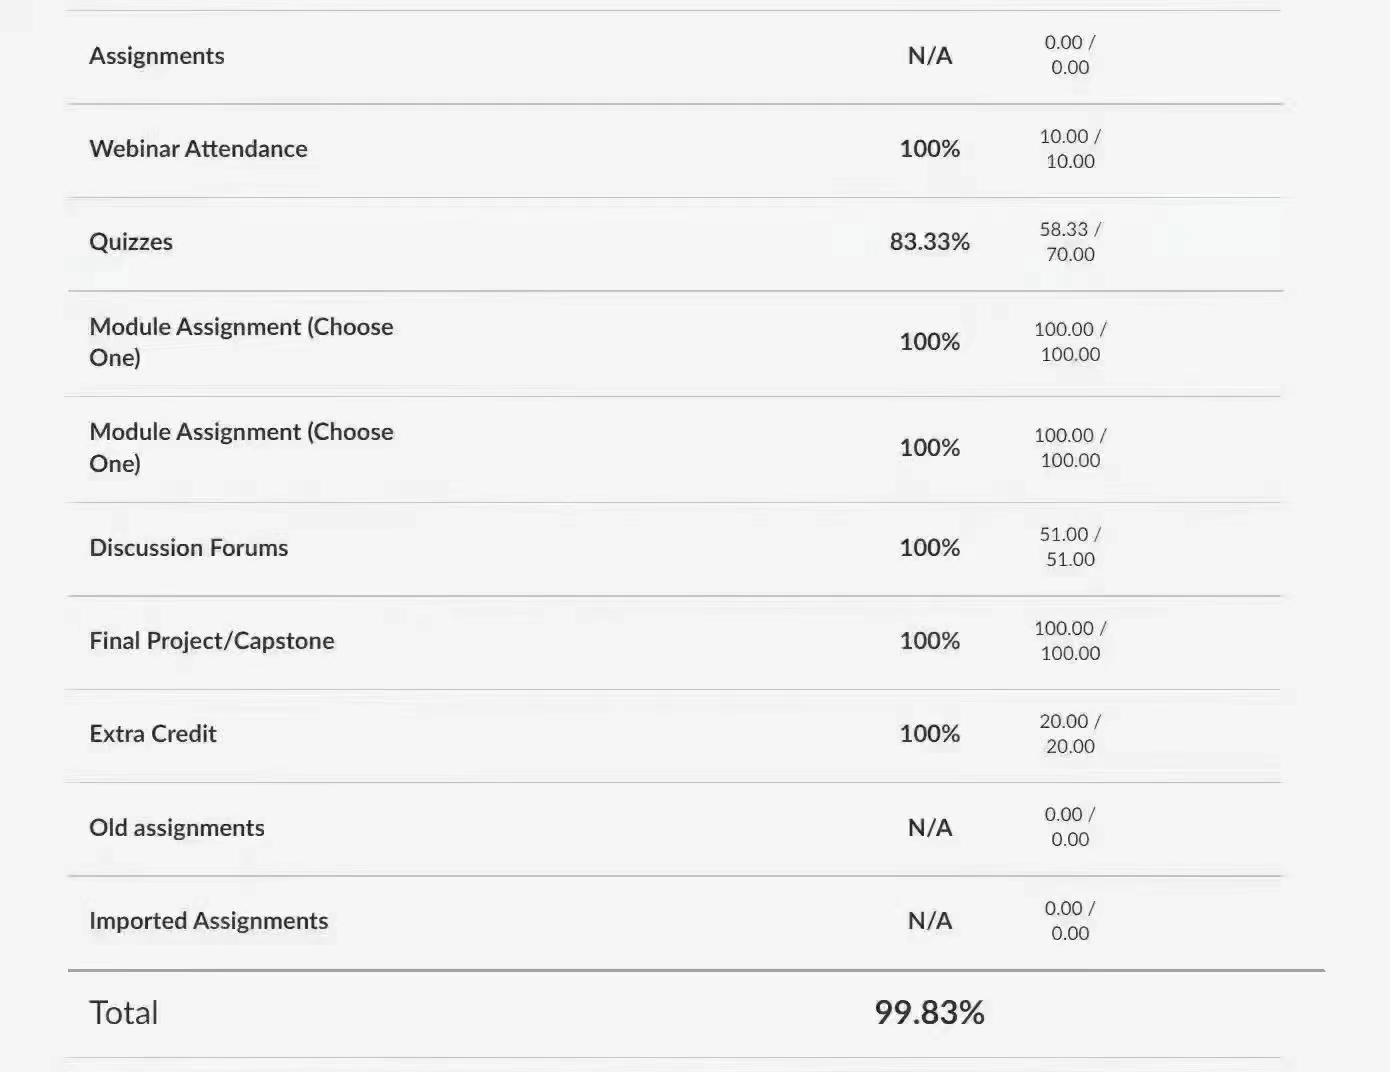 Assignments N/A 0.00 /
0.00
Webinar Attendance 100% 10.00 /
10.00
Quizzes 83.33% 58.33 /
70.00
Module Assignment (Choose
One) 100% 100.00 /
100.00
Module Assignment (Choose
One) 100% 100.00 /
100.00
Discussion Forums 100% 51.00 /
51.00
Final Project/Capstone 100% 100.00 /
100.00
Extra Credit 100% 20.00 /
20.00
Old assignments N/A 0.00 /
0.00
Imported Assignments N/A 0.00 /
0.00
Total 99.83%